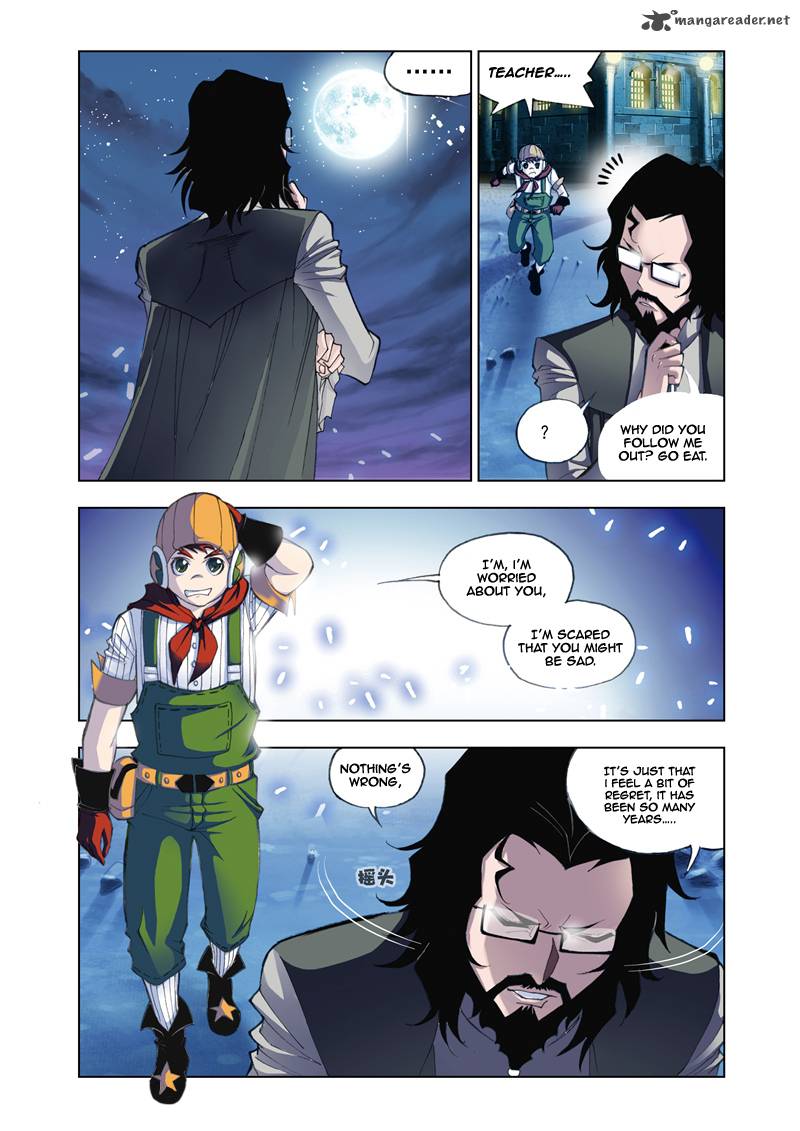 mangareader.net
......
TEACHER.....
?
WHY DID YOU
FOLLOW ME
OUT? GO EAT.
I'M, I'M
WORRIED
ABOUT YOU,
I'M SCARED
THAT YOU MIGHT
BE SAD.
NOTHING'S
WRONG,
IT'S JUST THAT
I FEEL A BIT OF
REGRET, IT HAS
BEEN SO MANY
YEARS.....
摇头